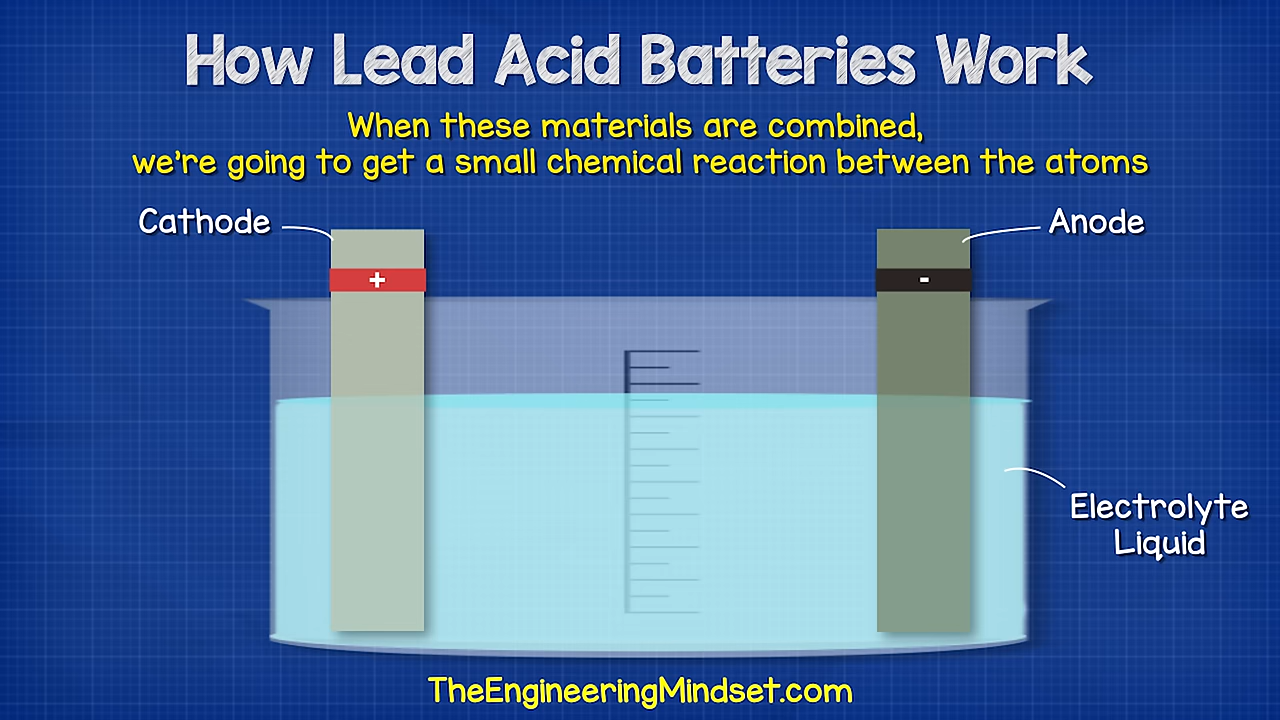 How Lead Acid Batteries Work
When these materials are combined,
we're going to get a small chemical reaction between the atoms
Cathode
Anode
+
-
Electrolyte
Liquid
TheEngineeringMindset.com